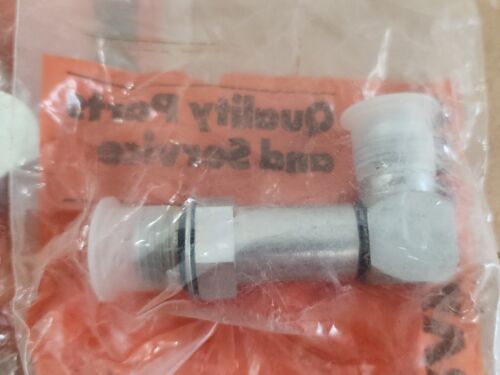 Quality Parts
and Service